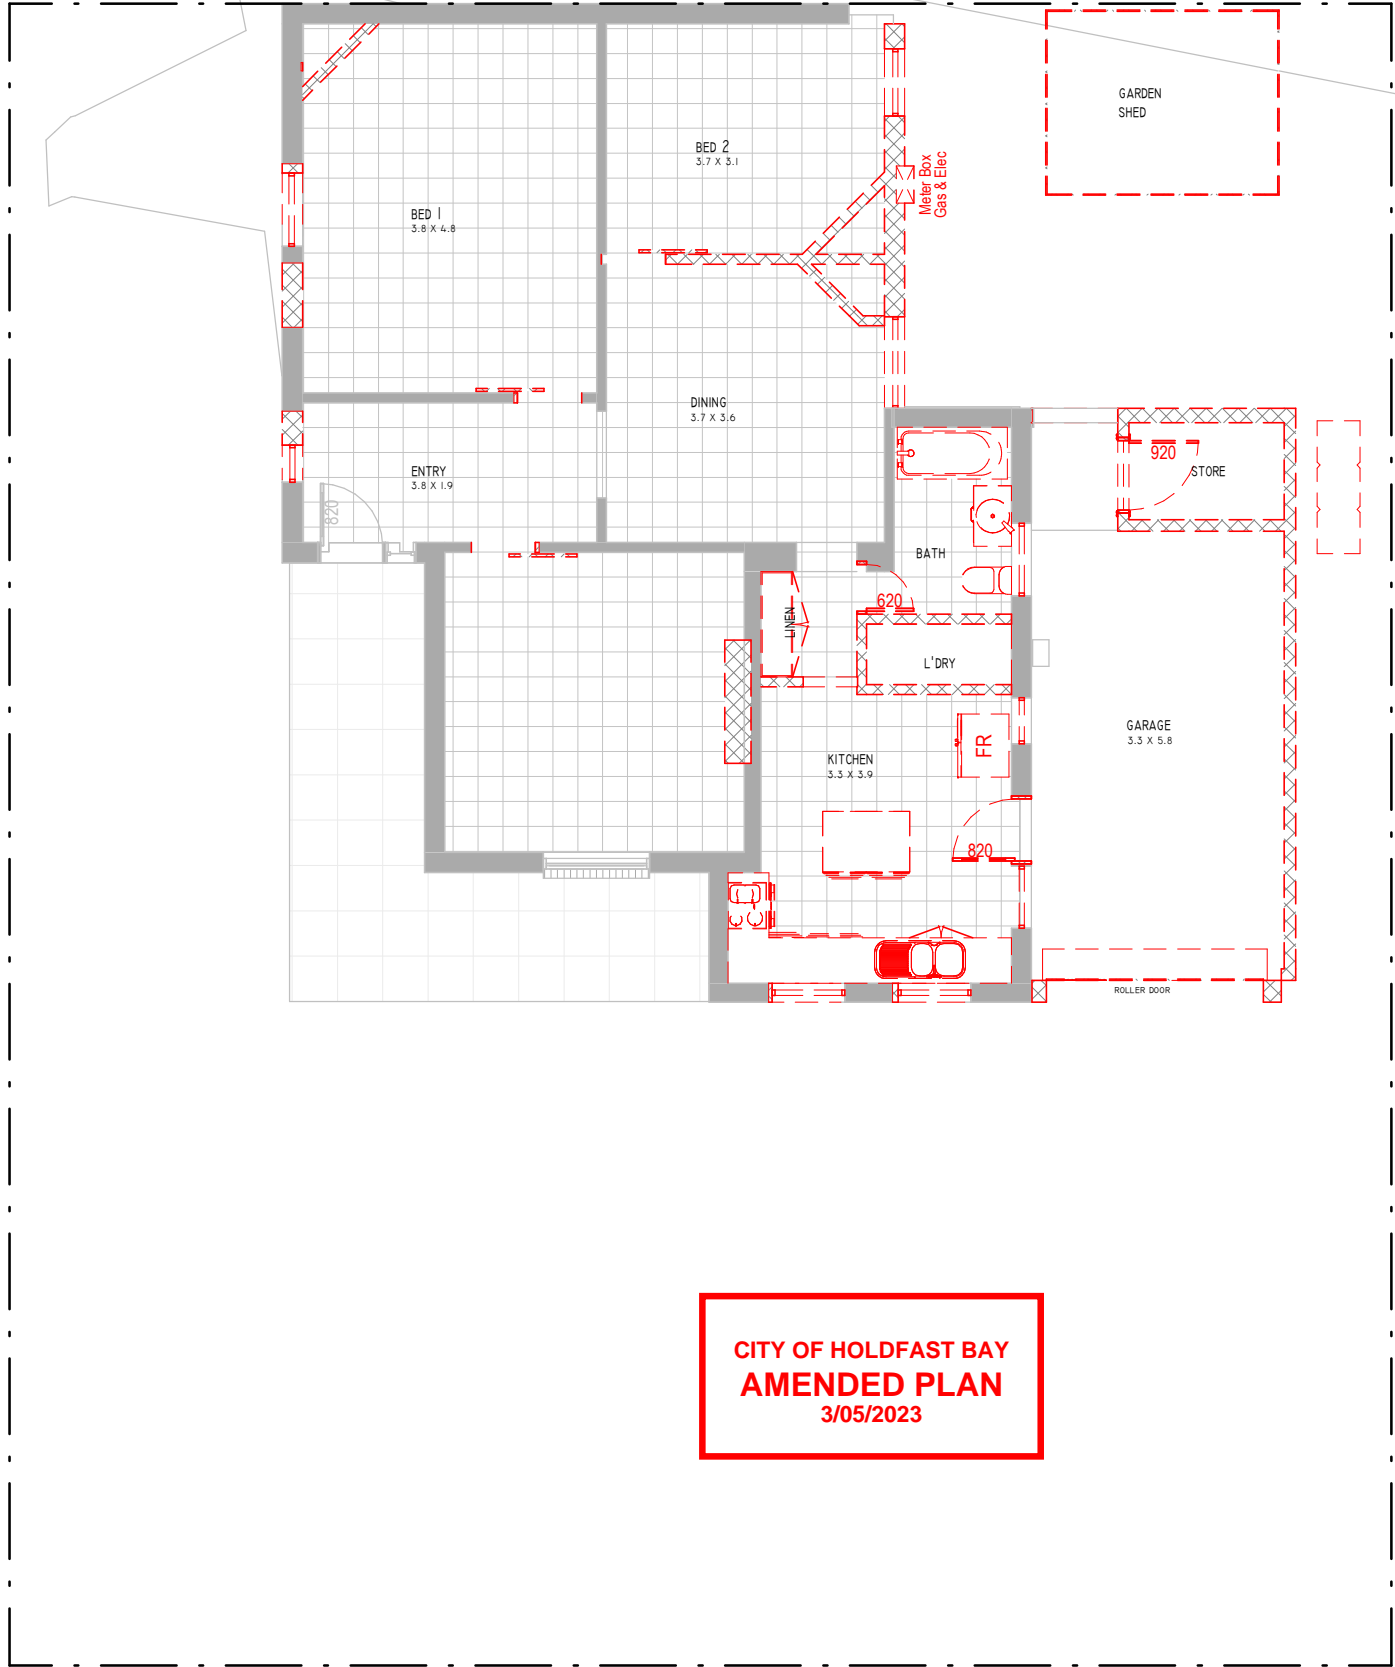 GARDEN
SHED
BED 2
3.7 X 3.1
Meter Box
Gas & Elec
BED 1
3.8 X 4.8
DINING
3.7 X 3.6
ENTRY
3.8 X 1.9
820
920
STORE
BATH
620
LINEN
L'DRY
FR
KITCHEN
3.3 X 3.9
GARAGE
3.3 X 5.8
820
ROLLER DOOR
CITY OF HOLDFAST BAY
AMENDED PLAN
3/05/2023